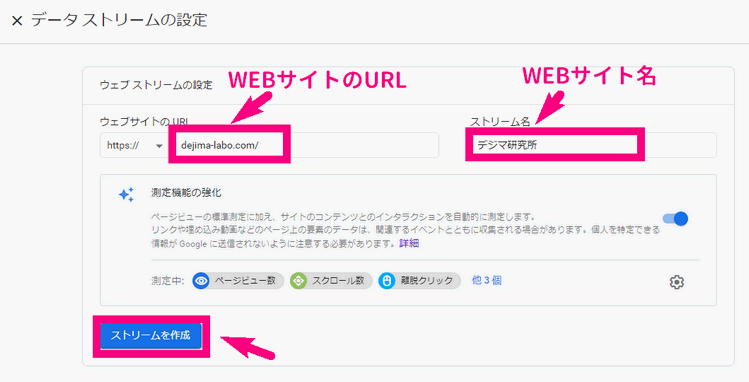 × データ ストリームの設定
WEBサイトのURL
WEBサイト名
ウェブ ストリームの設定
ウェブサイトの URL
ストリーム名
https://
dejima-labo.com/
デジマ研究所
測定機能の強化
ページビューの標準測定に加え、サイトのコンテンツとのインタラクションを自動的に測定します。
リンクや埋め込み動画などのページ上の要素のデータは、関連するイベントとともに収集される場合があります。個人を特定できる
情報が Google に送信されないように注意する必要があります。詳細
測定中: ページビュー数 スクロール数 離脱クリック 他 3 個
ストリームを作成